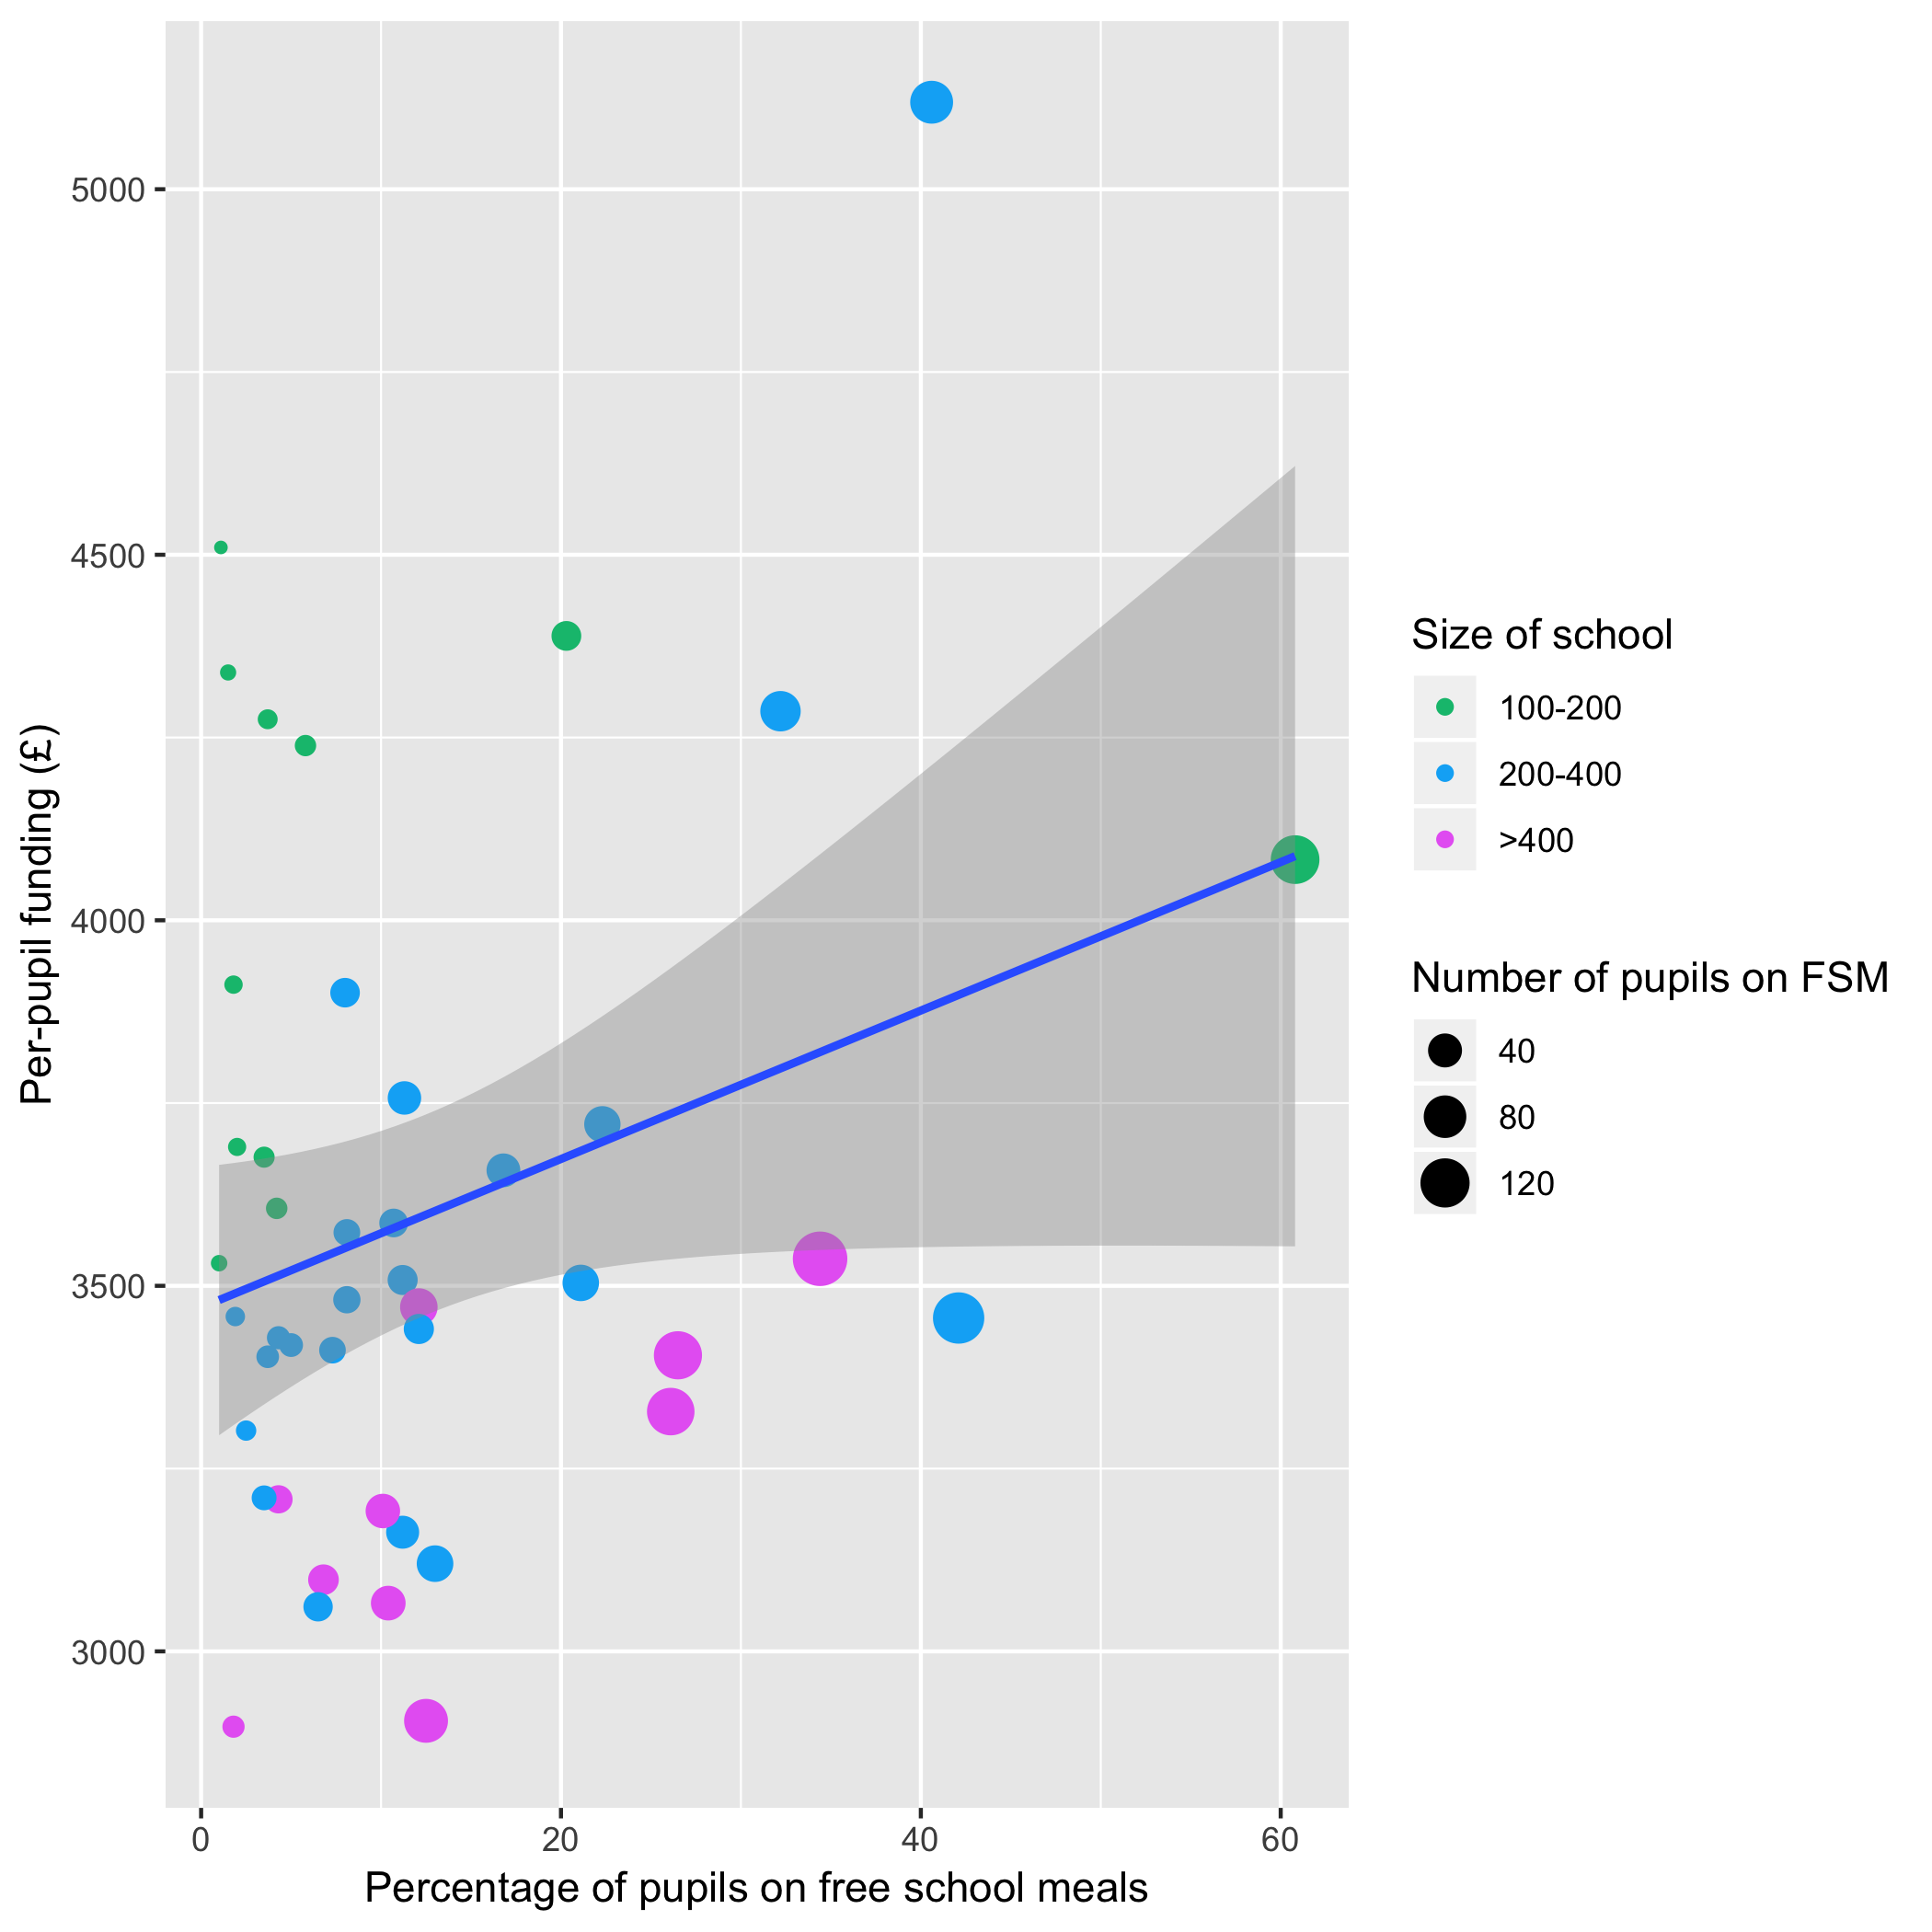 5000
4500
4000
3500
3000
Per-pupil funding (£)
0 20 40 60
Percentage of pupils on free school meals
Size of school
100-200
200-400
>400
Number of pupils on FSM
40
80
120